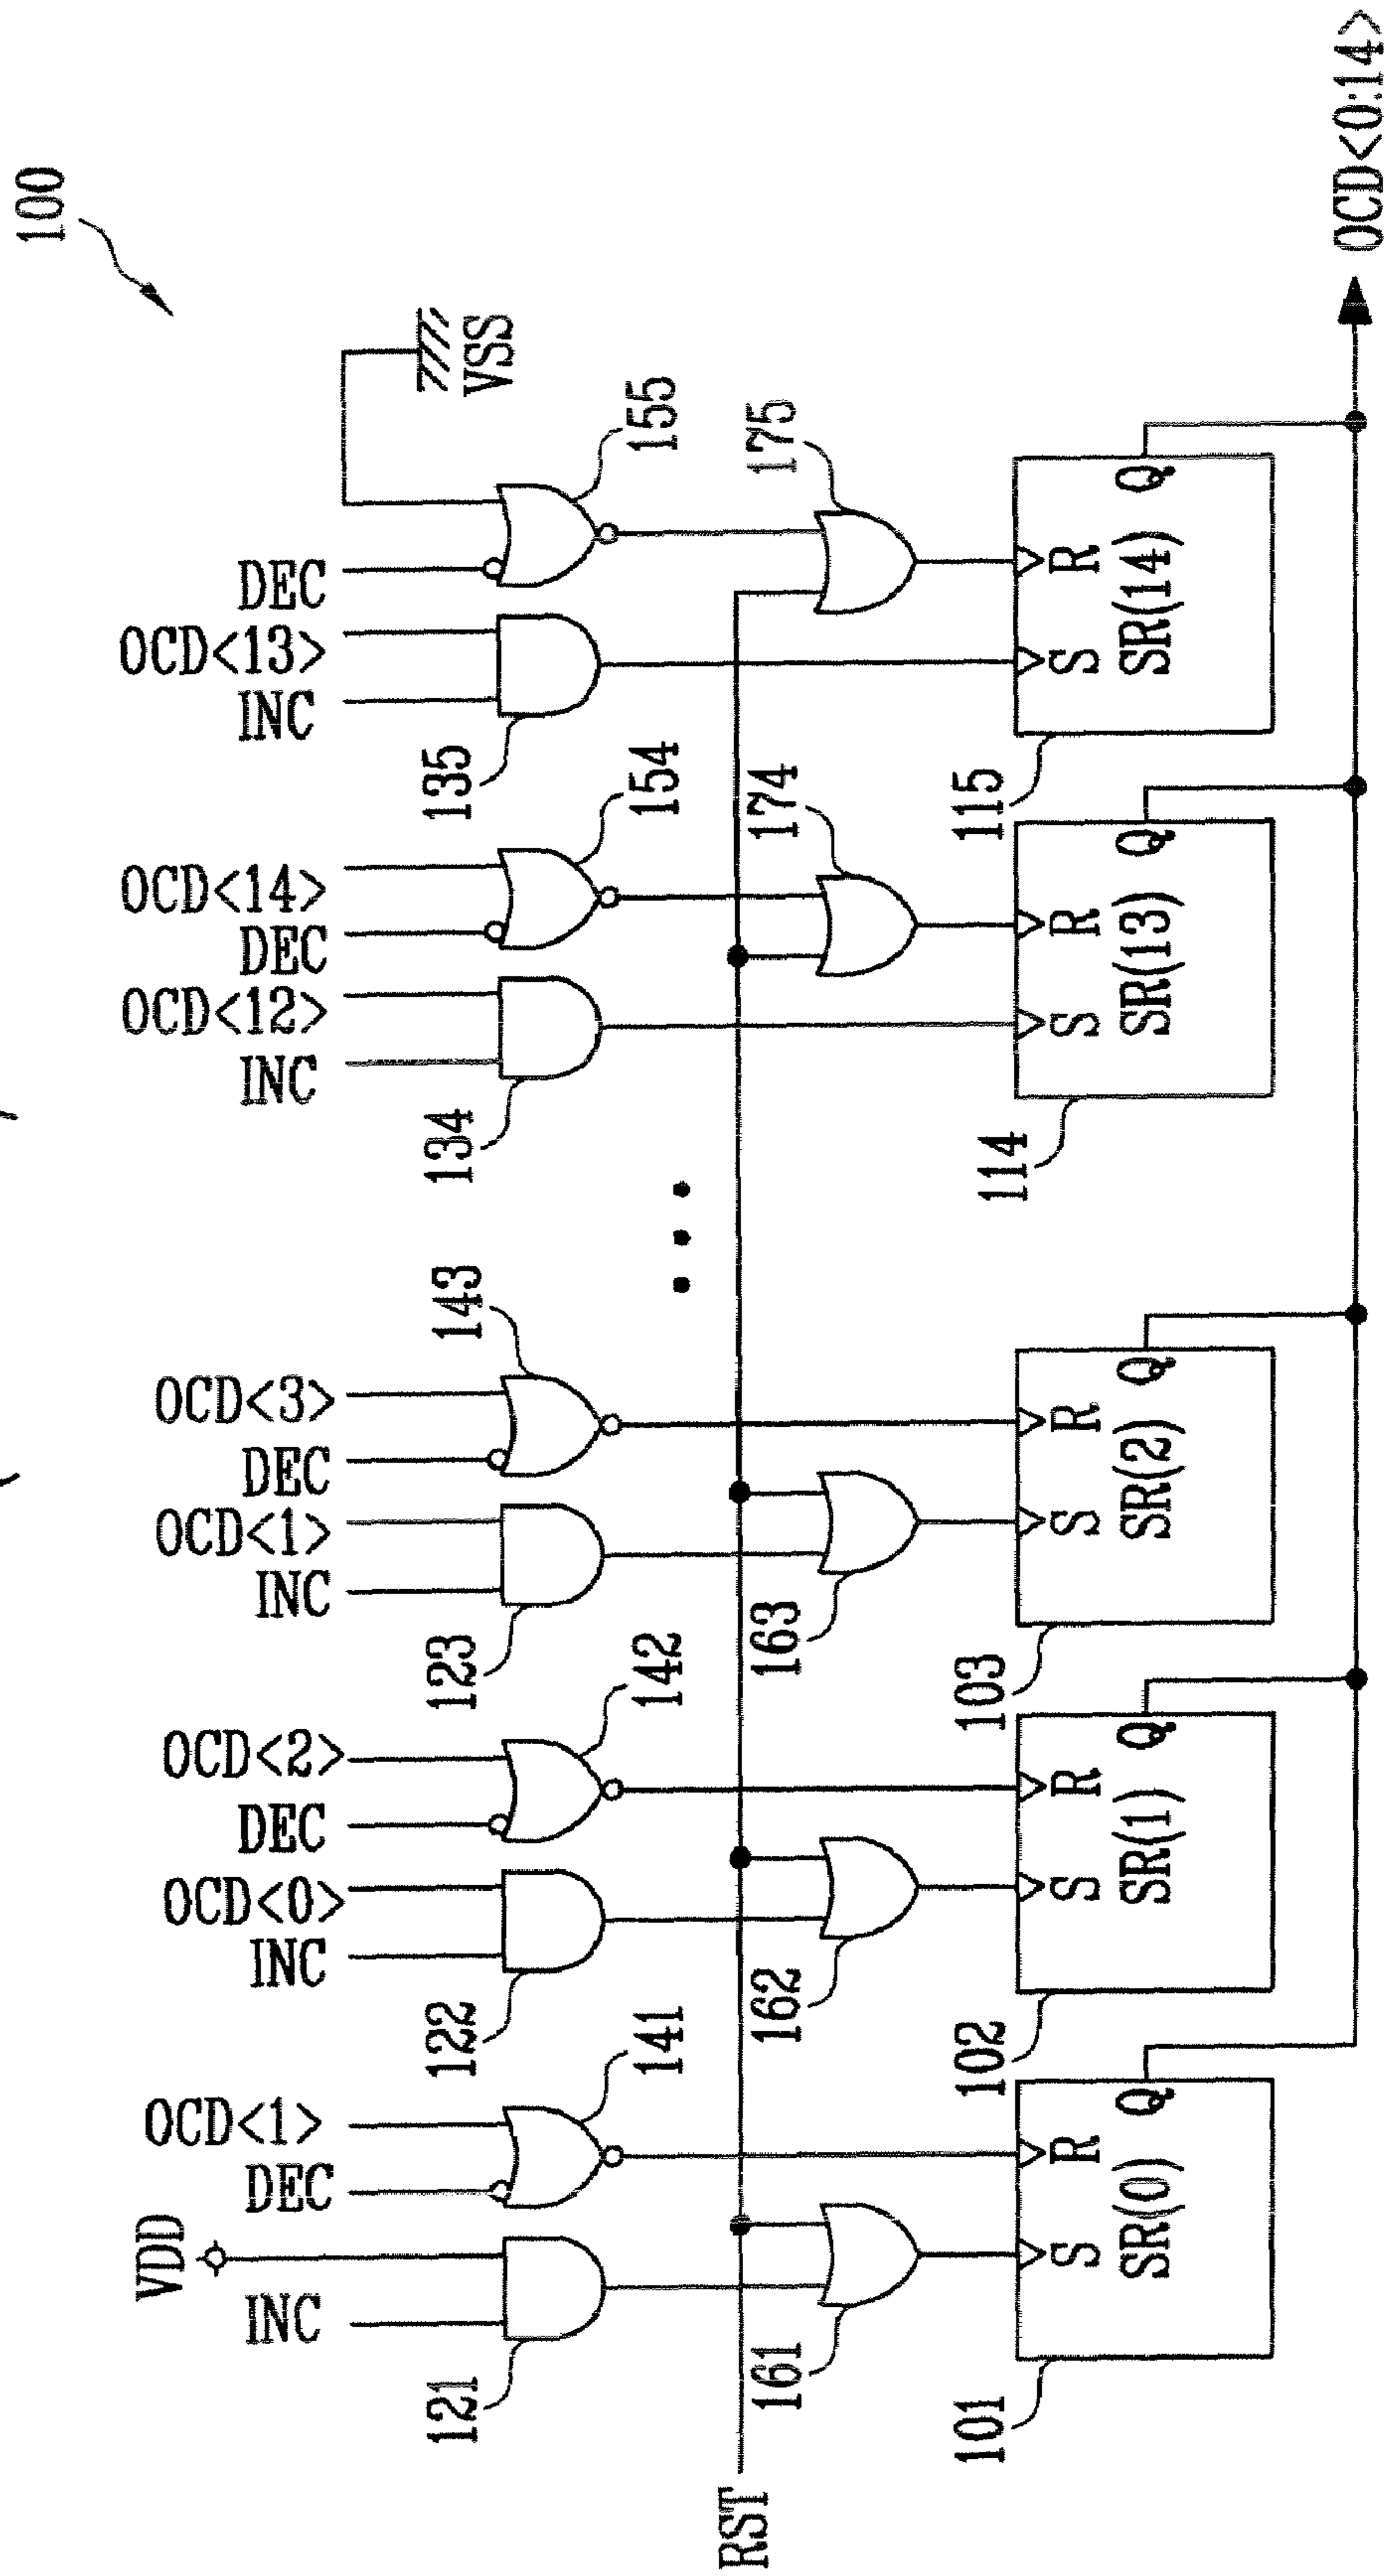 100
VDD
INC
DEC
OCD<1>
INC
OCD<0>
DEC
OCD<2>
INC
OCD<1>
DEC
OCD<3>
INC
OCD<12>
DEC
OCD<14>
INC
OCD<13>
DEC
VSS
121
141
122
142
123
143
134
154
135
155
RST
161
162
163
174
175
101
S
R
SR(0)
Q
102
S
R
SR(1)
Q
103
S
R
SR(2)
Q
114
S
R
SR(13)
Q
115
S
R
SR(14)
Q
OCD<0:14>